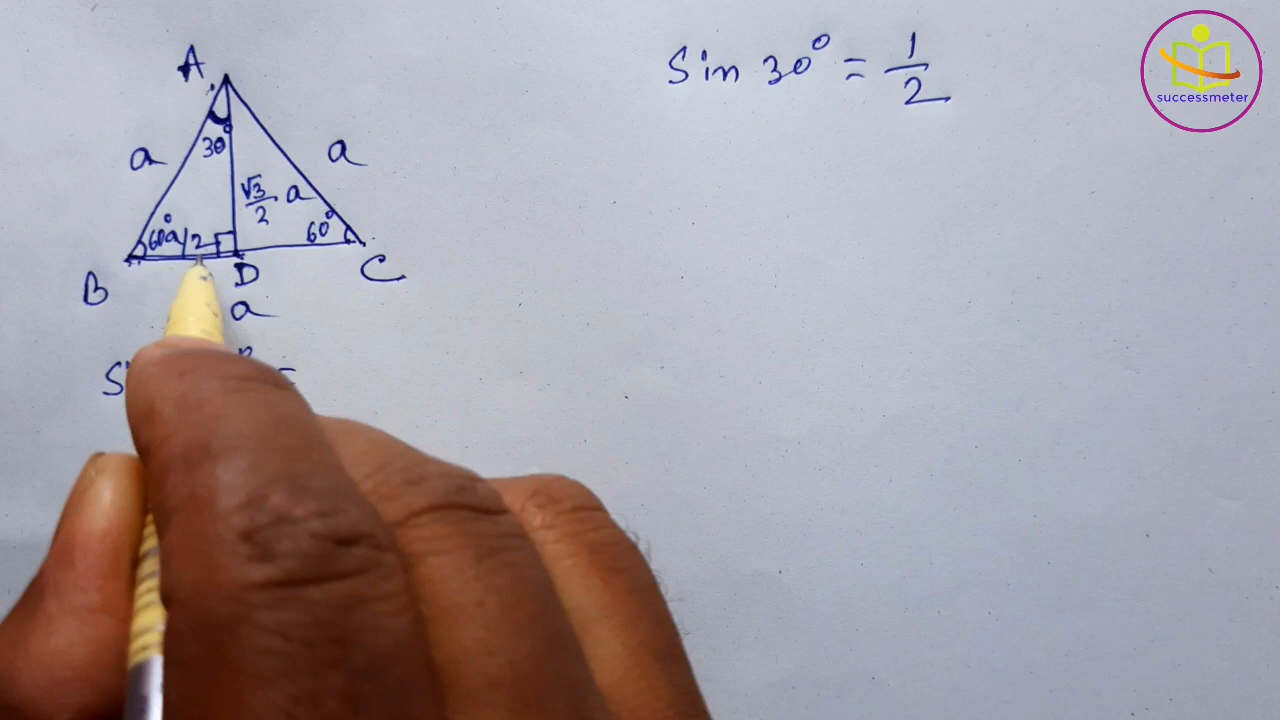 Sin 30° = 1/2
successmeter
A
a
a
30°
√3/2 a
60°
a/2
60°
B
D
C
a